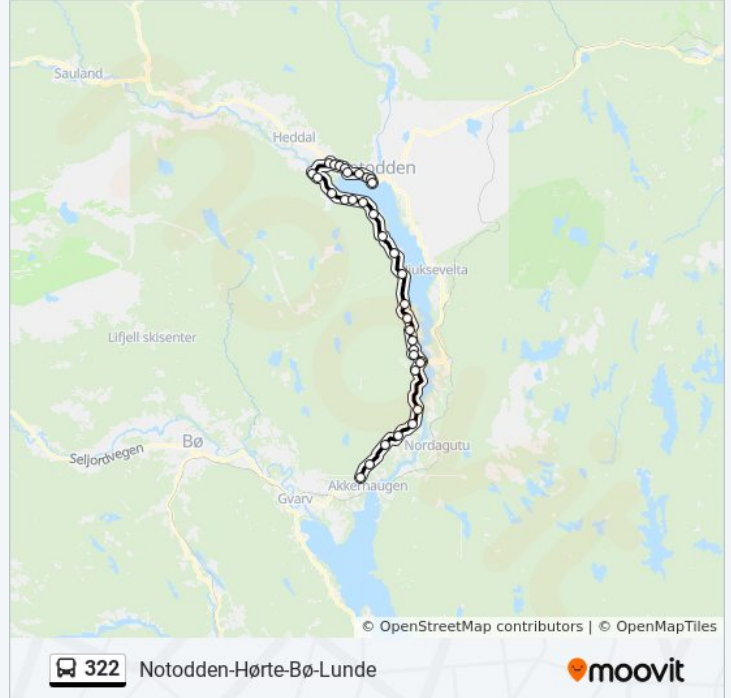 Sauland
Heddal
Notodden
Juksevelta
Lifjell skisenter
Bø
Seljordvegen
Nordagutu
Akkerhaugen
Gvarv
© OpenStreetMap contributors | © OpenMapTiles
322 Notodden-Hørte-Bø-Lunde
moovit